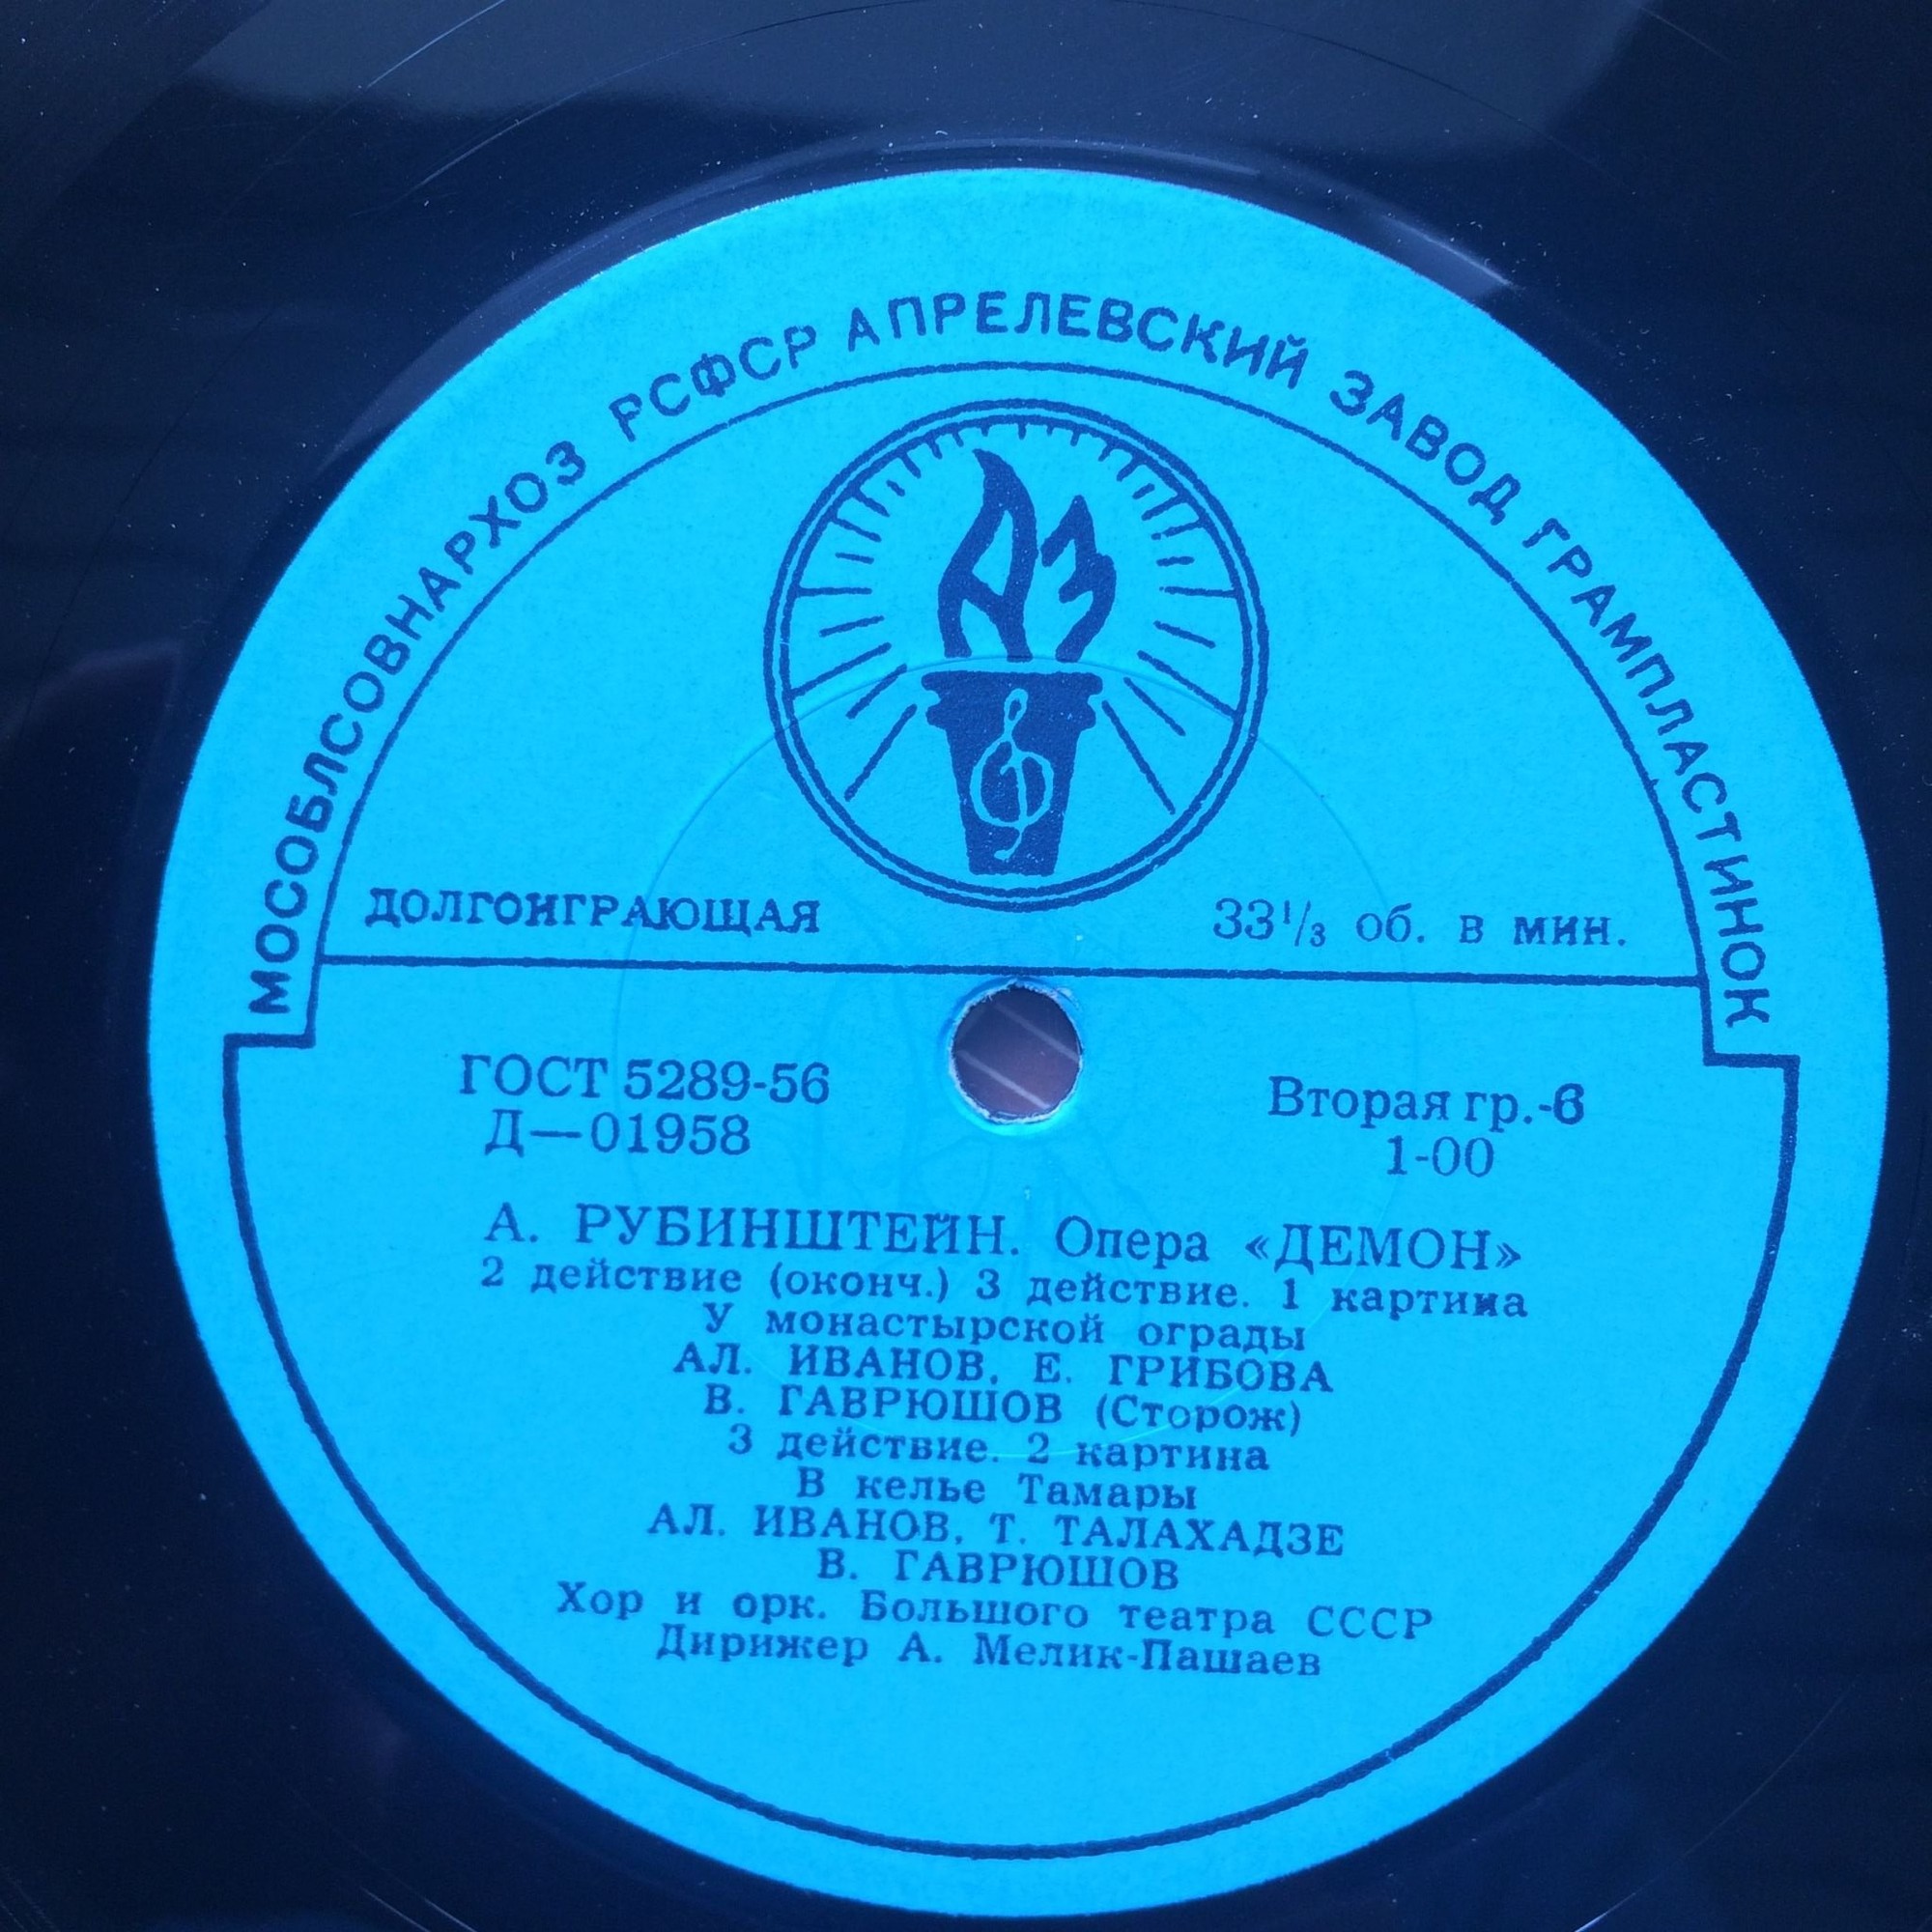 МОСОБЛСОВНАРХОЗ РСФСР АПРЕЛЕВСКИЙ ЗАВОД ГРАМПЛАСТИНОК
АЗ
ДОЛГОИГРАЮЩАЯ 33 1/3 об. в мин.
ГОСТ 5289-56 Вторая гр.-6
Д—01958 1-00
А. РУБИНШТЕЙН. Опера «ДЕМОН»
2 действие (оконч.) 3 действие. 1 картина
У монастырской ограды
АЛ. ИВАНОВ, Е. ГРИБОВА
В. ГАВРЮШОВ (Сторож)
3 действие. 2 картина
В келье Тамары
АЛ. ИВАНОВ, Т. ТАЛАХАДЗЕ
В. ГАВРЮШОВ
Хор и орк. Большого театра СССР
Дирижер А. Мелик-Пашаев